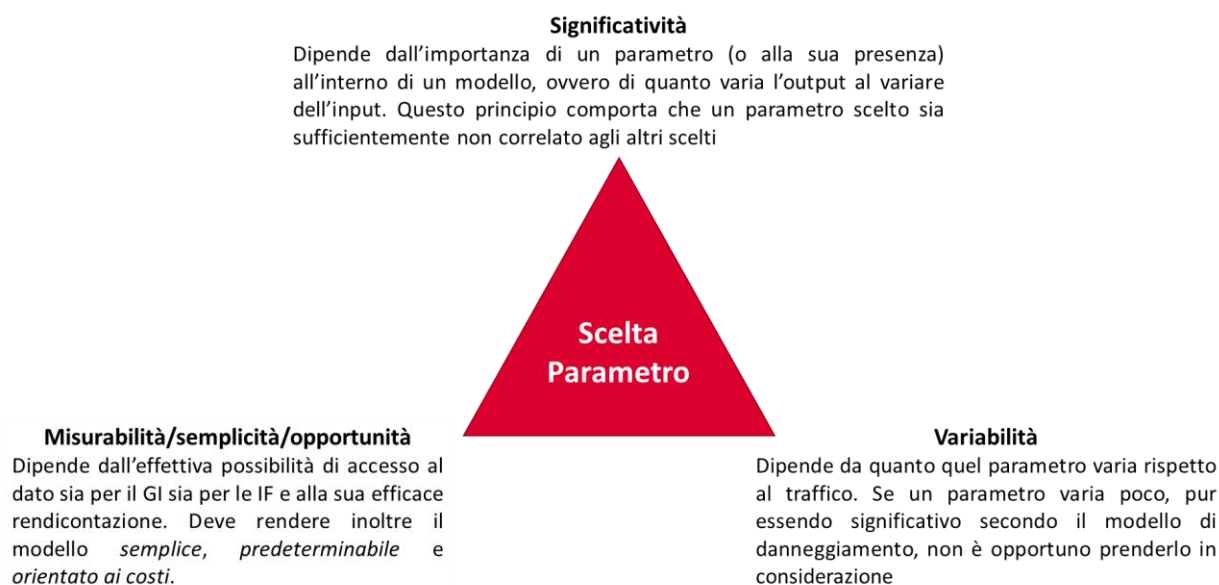 Significatività
Dipende dall’importanza di un parametro (o alla sua presenza)
all’interno di un modello, ovvero di quanto varia l’output al variare
dell’input. Questo principio comporta che un parametro scelto sia
sufficientemente non correlato agli altri scelti
Scelta
Parametro
Misurabilità/semplicità/opportunità
Dipende dall’effettiva possibilità di accesso al
dato sia per il GI sia per le IF e alla sua efficace
rendicontazione. Deve rendere inoltre il
modello semplice, predeterminabile e
orientato ai costi.
Variabilità
Dipende da quanto quel parametro varia rispetto
al traffico. Se un parametro varia poco, pur
essendo significativo secondo il modello di
danneggiamento, non è opportuno prenderlo in
considerazione